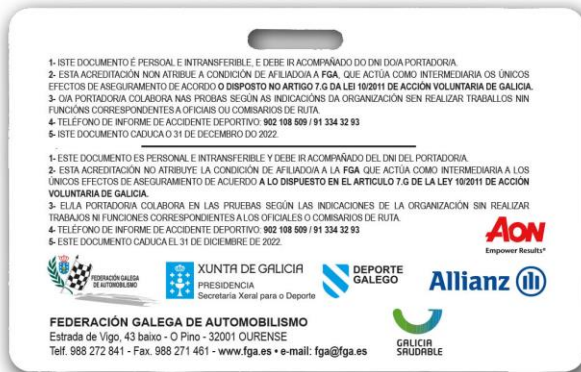 1- ISTE DOCUMENTO É PERSOAL E INTRANSFERIBLE, E DEBE IR ACOMPAÑADO DO DNI DO/A PORTADOR/A.
2- ESTA ACREDITACIÓN NON ATRIBUE A CONDICIÓN DE AFILIADO/A A FGA, QUE ACTÚA COMO INTERMEDIARIA OS ÚNICOS
EFECTOS DE ASEGURAMENTO DE ACORDO O DISPOSTO NO ARTIGO 7.G DA LEI 10/2011 DE ACCIÓN VOLUNTARIA DE GALICIA.
3- O/A PORTADOR/A COLABORA NAS PROBAS SEGÚN AS INDICACIÓNS DA ORGANIZACIÓN SEN REALIZAR TRABALLOS NIN
FUNCIÓNS CORRESPONDENTES A OFICIAIS OU COMISARIOS DE RUTA.
4- TELÉFONO DE INFORME DE ACCIDENTE DEPORTIVO: 902 108 509 / 91 334 32 93
5- ISTE DOCUMENTO CADUCA O 31 DE DECEMBRO DO 2022.
1- ESTE DOCUMENTO ES PERSONAL E INTRANSFERIBLE Y DEBE IR ACOMPAÑADO DEL DNI DEL PORTADOR/A.
2- ESTA ACREDITACIÓN NO ATRIBUYE LA CONDICIÓN DE AFILIADO/A A LA FGA QUE ACTÚA COMO INTERMEDIARIA A LOS
ÚNICOS EFECTOS DE ASEGURAMIENTO DE ACUERDO A LO DISPUESTO EN EL ARTICULO 7.G DE LA LEY 10/2011 DE ACCIÓN
VOLUNTARIA DE GALICIA.
3- EL/LA PORTADOR/A COLABORA EN LAS PRUEBAS SEGÚN LAS INDICACIONES DE LA ORGANIZACIÓN SIN REALIZAR
TRABAJOS NI FUNCIONES CORRESPONDIENTES A LOS OFICIALES O COMISARIOS DE RUTA.
4- TELÉFONO DE INFORME DE ACCIDENTE DEPORTIVO: 902 108 509 / 91 334 32 93
5- ESTE DOCUMENTO CADUCA EL 31 DE DICIEMBRE DE 2022.
AON
Empower Results®
FEDERACIÓN GALEGA
DE AUTOMOBILISMO
XUNTA DE GALICIA
PRESIDENCIA
Secretaría Xeral para o Deporte
DEPORTE
GALEGO
Allianz
FEDERACIÓN GALEGA DE AUTOMOBILISMO
Estrada de Vigo, 43 baixo - O Pino - 32001 OURENSE
Telf. 988 272 841 - Fax. 988 271 461 - www.fga.es • e-mail: fga@fga.es
GALICIA
SAUDABLE